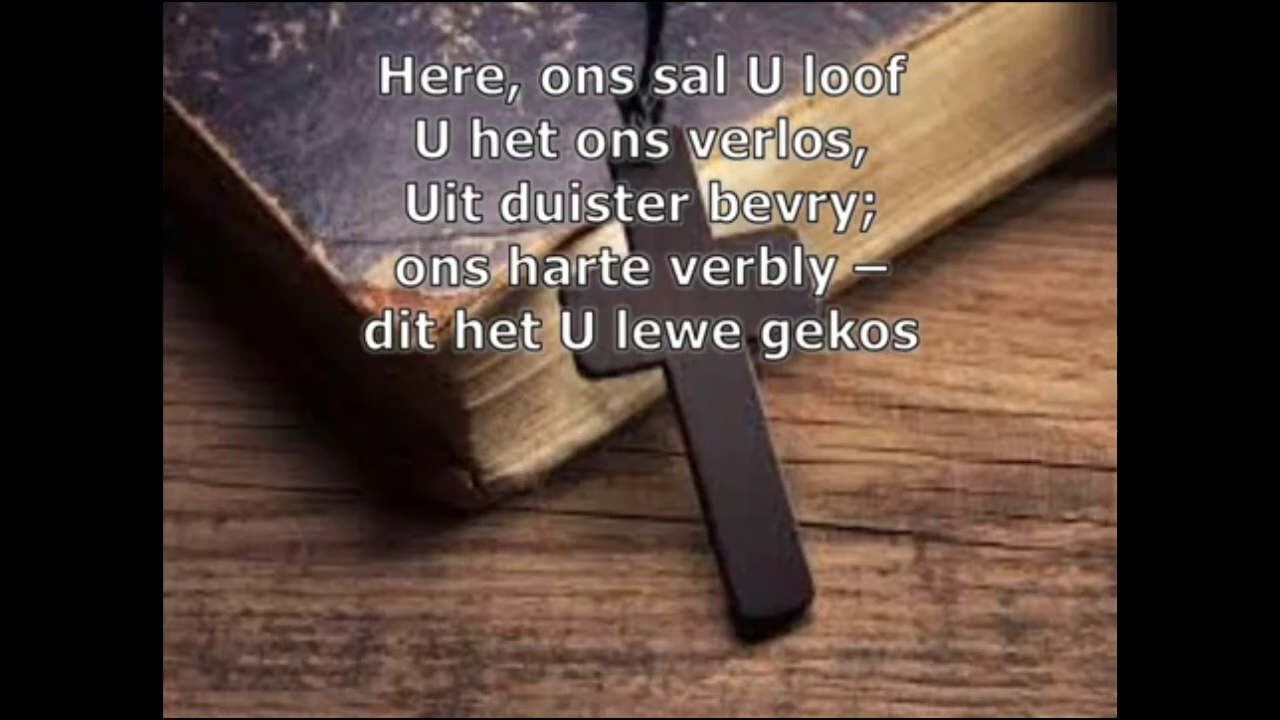 Here, ons sal U loof
U het ons verlos,
Uit duister bevry;
ons harte verbly –
dit het U lewe gekos